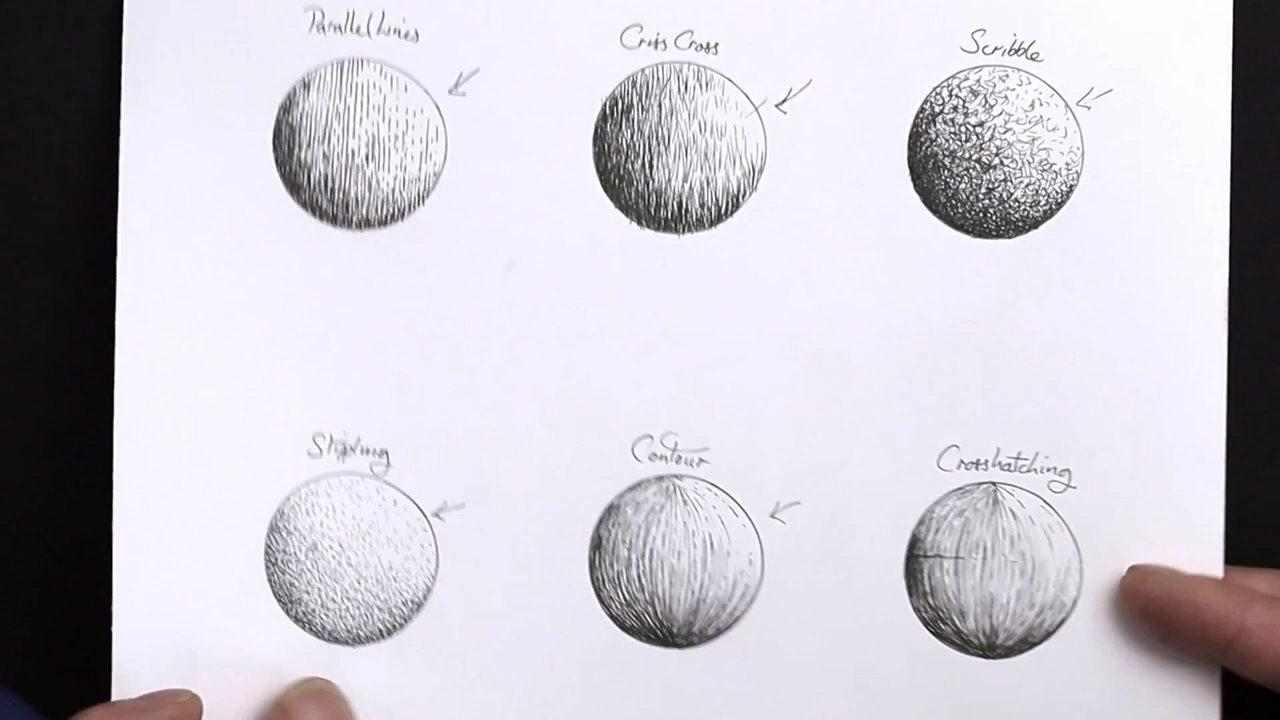 Parallel Lines
Criss Cross
Scribble
Stippling
Contour
Crosshatching